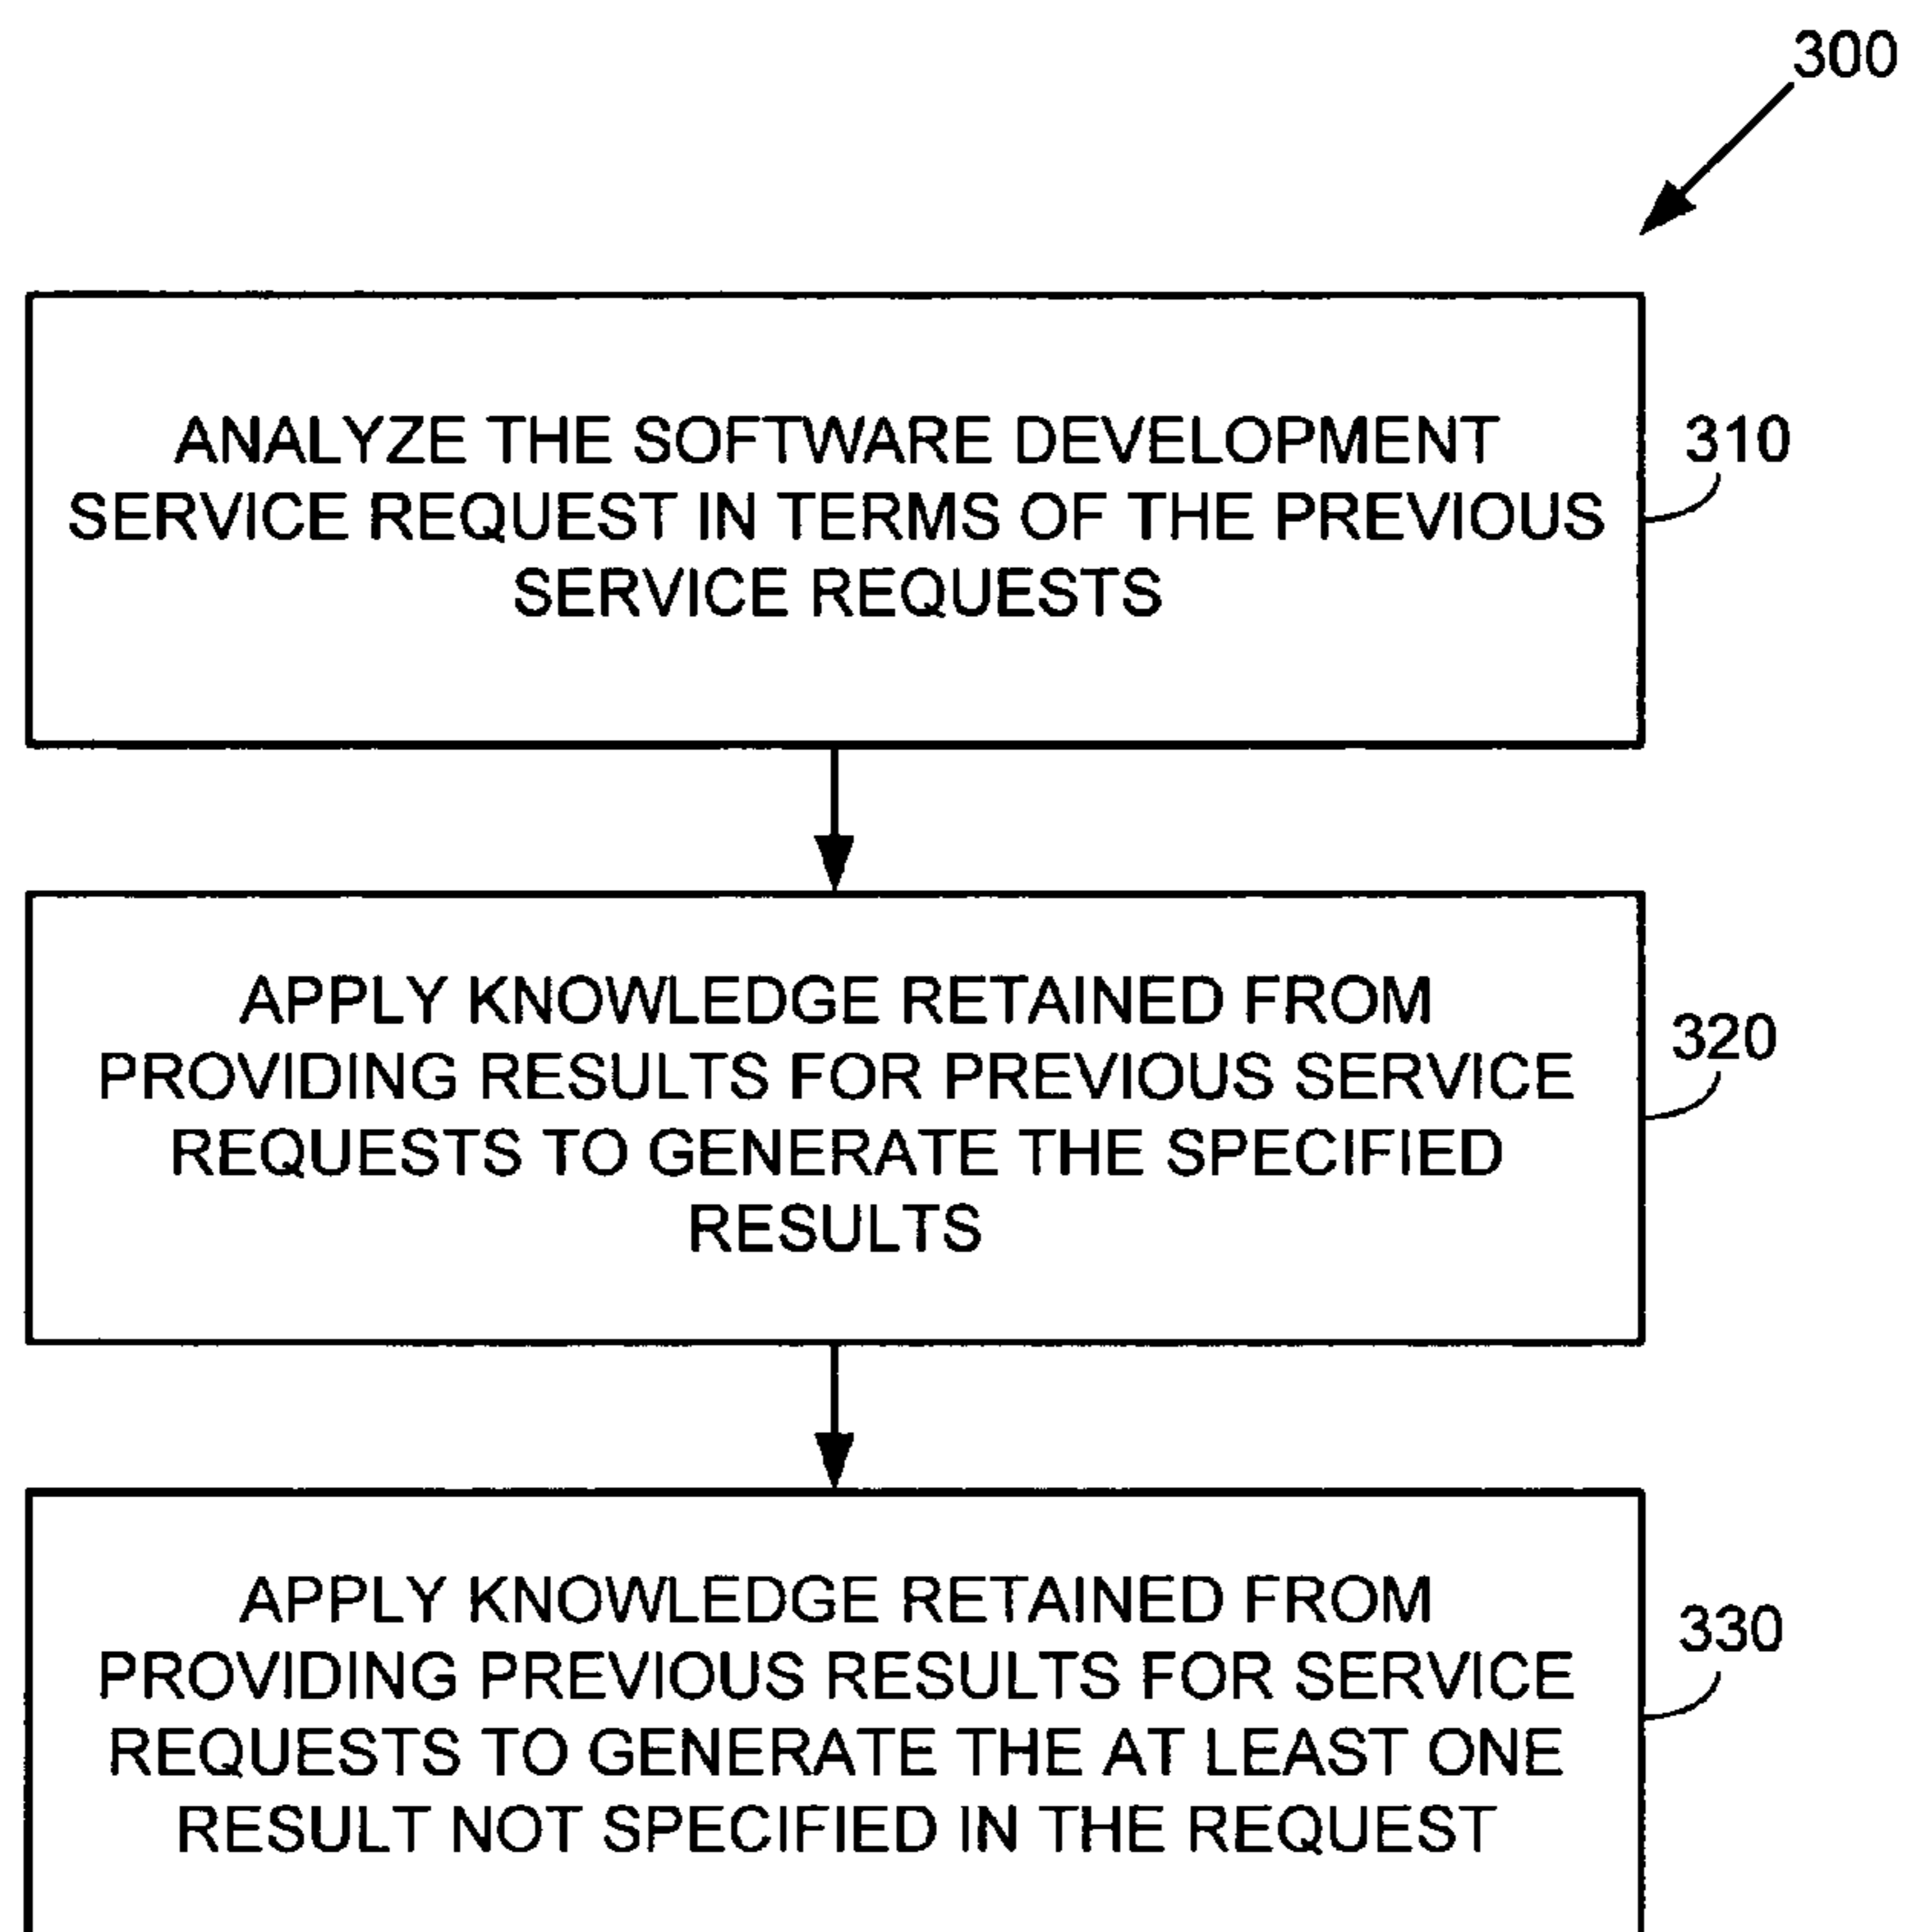 300
ANALYZE THE SOFTWARE DEVELOPMENT
SERVICE REQUEST IN TERMS OF THE PREVIOUS
SERVICE REQUESTS
310
APPLY KNOWLEDGE RETAINED FROM
PROVIDING RESULTS FOR PREVIOUS SERVICE
REQUESTS TO GENERATE THE SPECIFIED
RESULTS
320
APPLY KNOWLEDGE RETAINED FROM
PROVIDING PREVIOUS RESULTS FOR SERVICE
REQUESTS TO GENERATE THE AT LEAST ONE
RESULT NOT SPECIFIED IN THE REQUEST
330